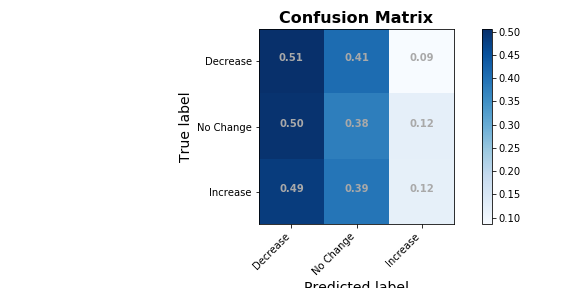 Confusion Matrix
True label
Decrease 0.51 0.41 0.09
No Change 0.50 0.38 0.12
Increase 0.49 0.39 0.12
Decrease No Change Increase
Predicted label
0.50
0.45
0.40
0.35
0.30
0.25
0.20
0.15
0.10